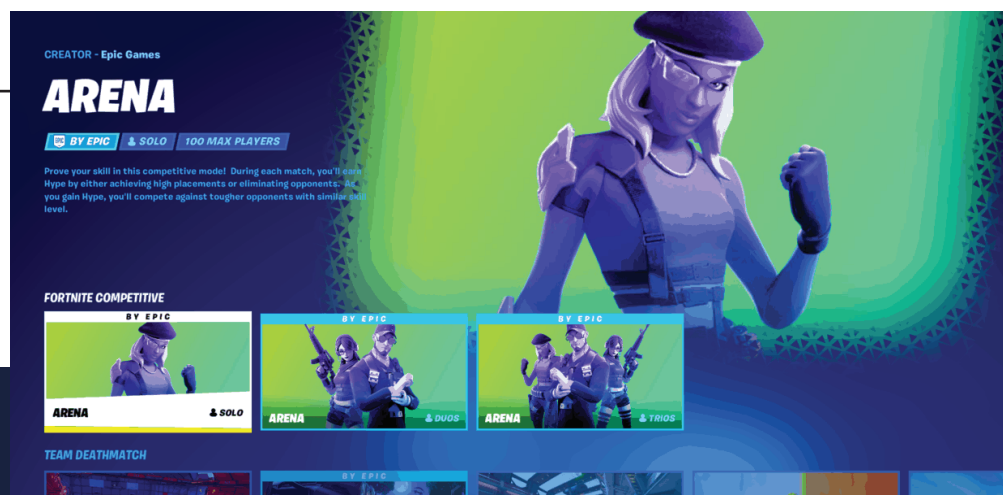 CREATOR - Epic Games
ARENA
EPIC BY EPIC SOLO 100 MAX PLAYERS
Prove your skill in this competitive mode! During each match, you'll earn
Hype by either achieving high placements or eliminating opponents. As
you gain Hype, you'll compete against tougher opponents with similar skill
level.
FORTNITE COMPETITIVE
BY EPIC BY EPIC BY EPIC
ARENA SOLO ARENA DUOS ARENA TRIOS
TEAM DEATHMATCH
BY EPIC